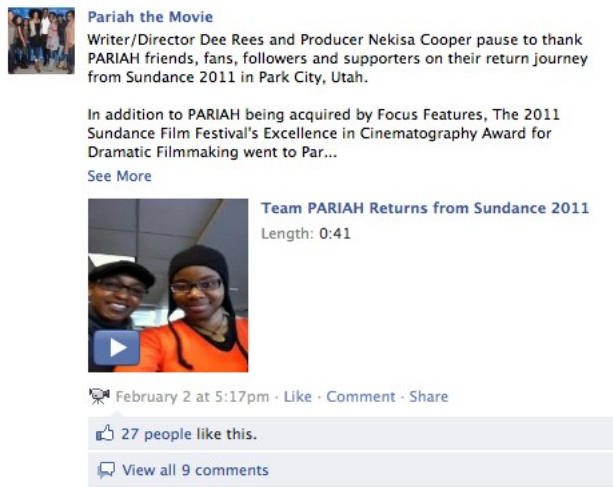 Pariah the Movie
Writer/Director Dee Rees and Producer Nekisa Cooper pause to thank
PARIAH friends, fans, followers and supporters on their return journey
from Sundance 2011 in Park City, Utah.
In addition to PARIAH being acquired by Focus Features, The 2011
Sundance Film Festival's Excellence in Cinematography Award for
Dramatic Filmmaking went to Par...
See More
Team PARIAH Returns from Sundance 2011
Length: 0:41
February 2 at 5:17pm · Like · Comment · Share
27 people like this.
View all 9 comments